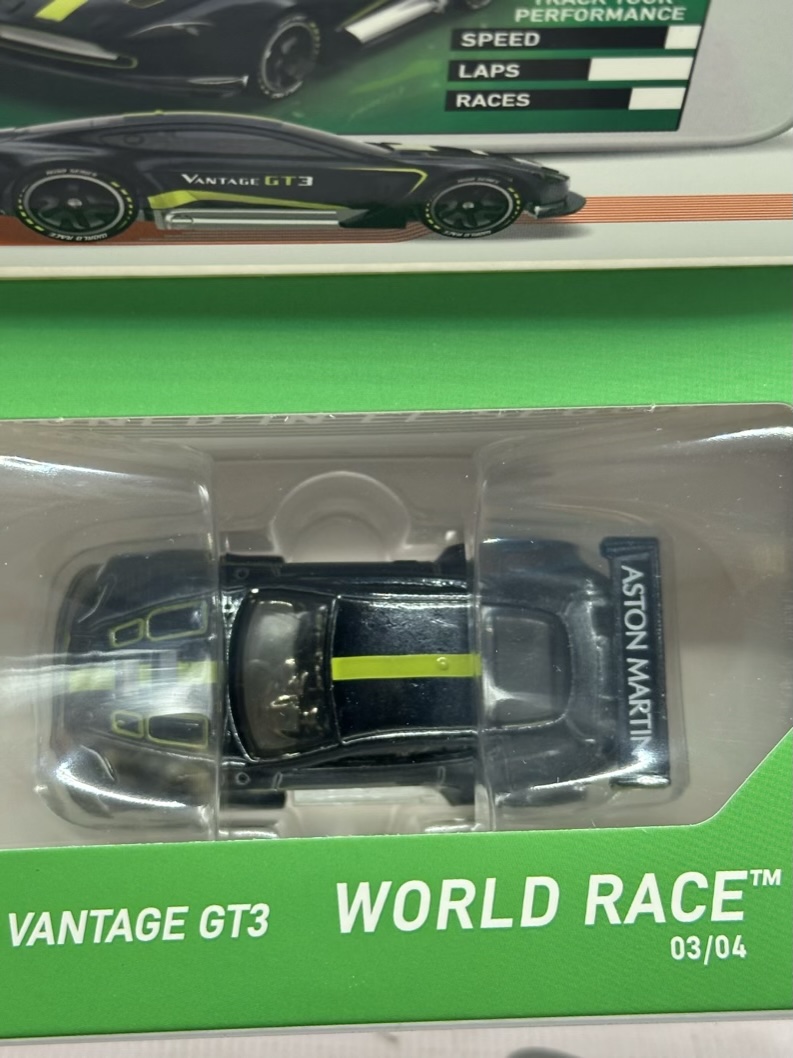 TRACK YOUR
PERFORMANCE
SPEED
LAPS
RACES
VANTAGE GT3
ASTON MARTIN
VANTAGE GT3
WORLD RACE™
03/04